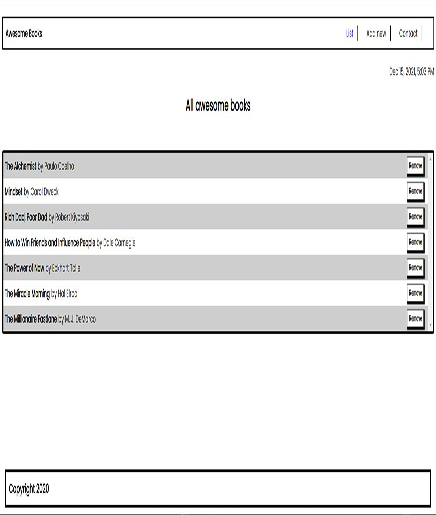 Awesome Books
List
Add new
Contact
Dec 15, 2021, 5:03 PM
All awesome books
The Alchemist by Paulo Coelho
Remove
Mindset by Carol Dweck
Remove
Rich Dad, Poor Dad by Robert Kiyosaki
Remove
How to Win Friends and Influence People by Dale Carnegie
Remove
The Power of Now by Eckhart Tolle
Remove
The Miracle Morning by Hal Elrod
Remove
The Millionaire Fastlane by M.J. DeMarco
Remove
Copyright 2020